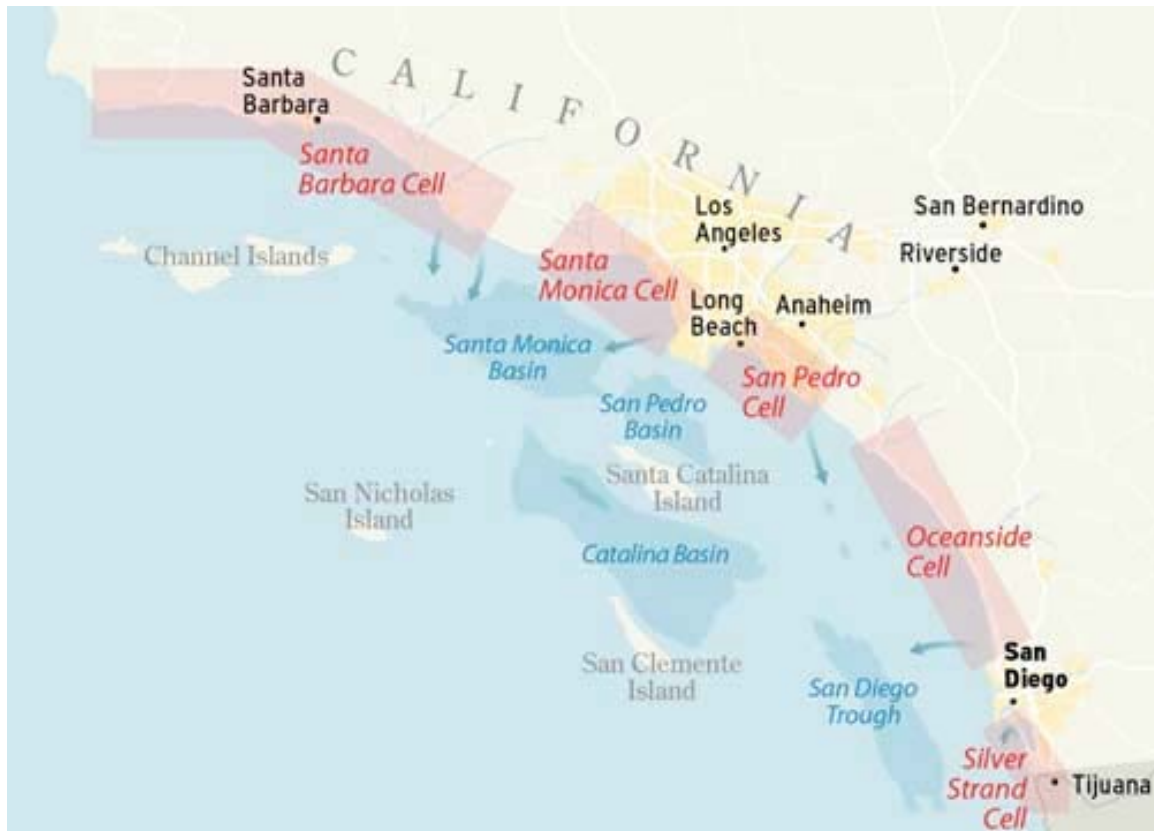 CALIFORNIA
Santa
Barbara
Santa
Barbara Cell
Channel Islands
Santa
Monica Cell
Los
Angeles
San Bernardino
Riverside
Long
Beach
Anaheim
Santa Monica
Basin
San Pedro
Cell
San Pedro
Basin
Santa Catalina
Island
San Nicholas
Island
Oceanside
Cell
Catalina Basin
San Clemente
Island
San
Diego
San Diego
Trough
Silver
Strand
Cell
Tijuana